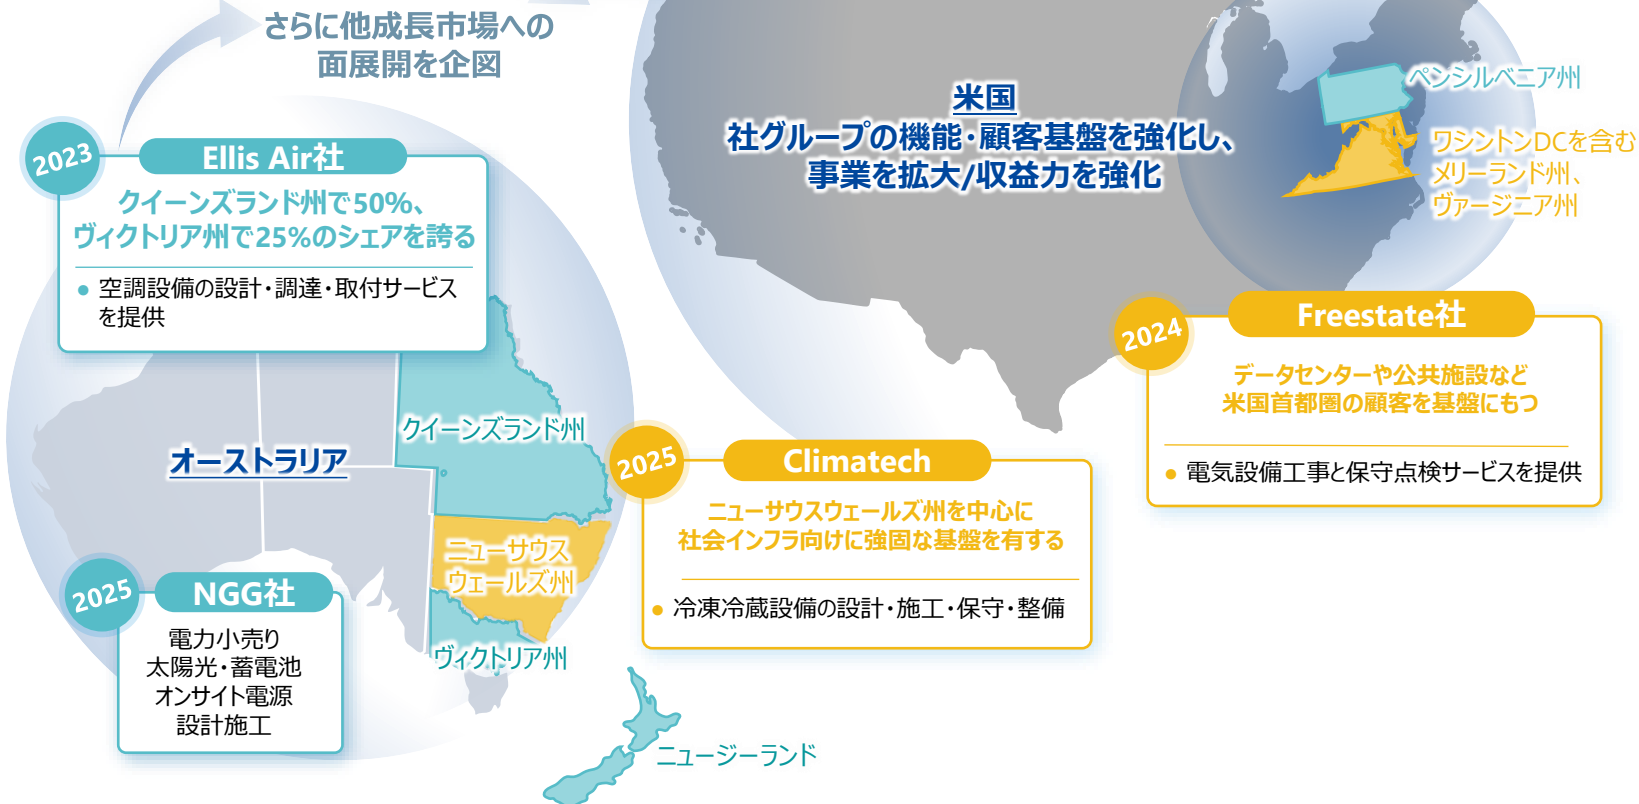 さらに他成長市場への
面展開を企図
2023
Ellis Air社
クイーンズランド州で50%、
ヴィクトリア州で25%のシェアを誇る
● 空調設備の設計・調達・取付サービス
を提供
オーストラリア
クイーンズランド州
ニューサウス
ウェールズ州
ヴィクトリア州
2025
NGG社
電力小売り
太陽光・蓄電池
オンサイト電源
設計施工
ニュージーランド
2025
Climatech
ニューサウスウェールズ州を中心に
社会インフラ向けに強固な基盤を有する
● 冷凍冷蔵設備の設計・施工・保守・整備
米国
社グループの機能・顧客基盤を強化し、
事業を拡大/収益力を強化
ペンシルベニア州
ワシントンDCを含む
メリーランド州、
ヴァージニア州
2024
Freestate社
データセンターや公共施設など
米国首都圏の顧客を基盤にもつ
● 電気設備工事と保守点検サービスを提供